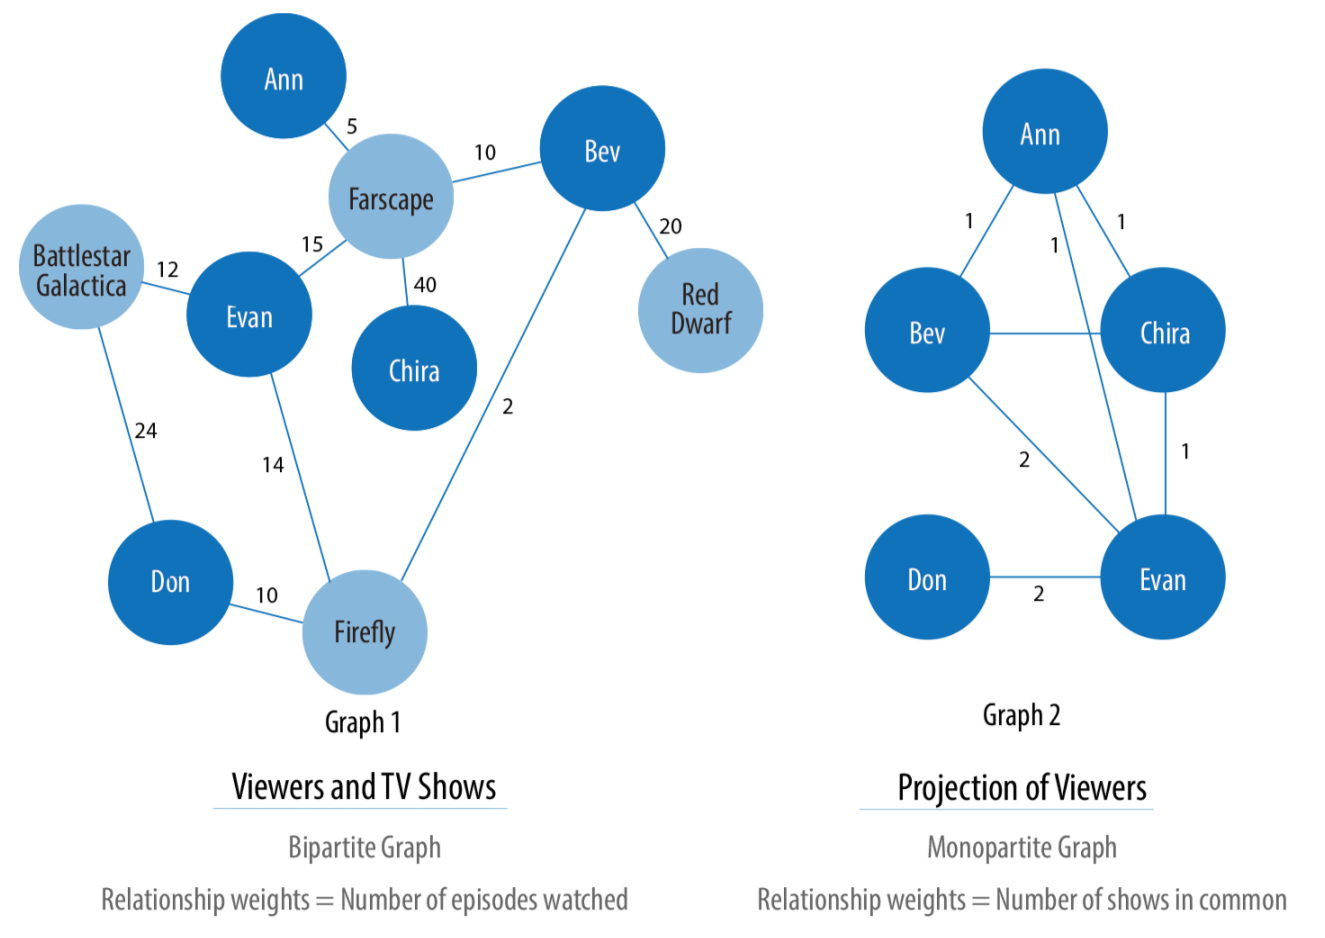 Ann
5
Farscape
10
Bev
20
Red
Dwarf
Battlestar
Galactica
12
Evan
15
40
Chira
24
14
2
Don
10
Firefly
Graph 1
Viewers and TV Shows
Bipartite Graph
Relationship weights = Number of episodes watched
Ann
1
1
1
Bev
Chira
2
1
Don
2
Evan
Graph 2
Projection of Viewers
Monopartite Graph
Relationship weights = Number of shows in common